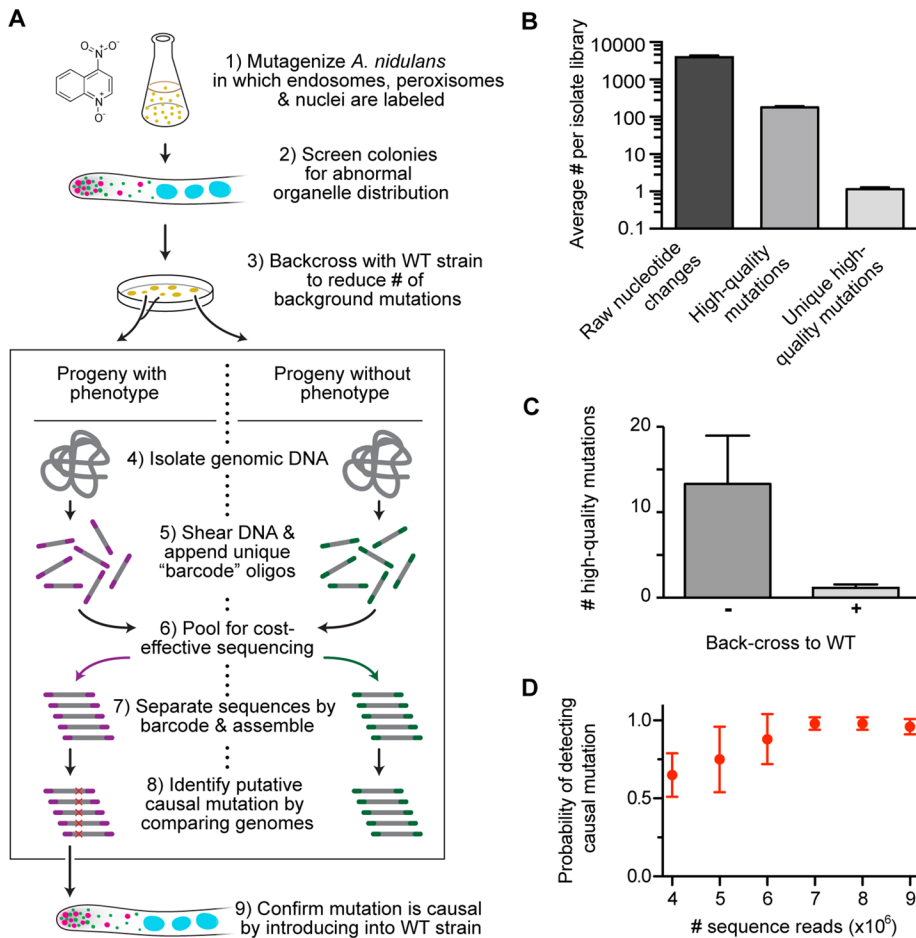 A
O
O⁻
N⁺
N⁺
O⁻
1) Mutagenize A. nidulans
in which endosomes, peroxisomes
& nuclei are labeled
2) Screen colonies
for abnormal
organelle distribution
3) Backcross with WT strain
to reduce # of
background mutations
Progeny with
phenotype
Progeny without
phenotype
4) Isolate genomic DNA
5) Shear DNA &
append unique
“barcode” oligos
6) Pool for cost-
effective sequencing
7) Separate sequences by
barcode & assemble
8) Identify putative
causal mutation by
comparing genomes
9) Confirm mutation is causal
by introducing into WT strain
B
Average # per isolate library
10000
1000
100
10
1
0.1
Raw nucleotide
changes
High-quality
mutations
Unique high-
quality mutations
C
# high-quality mutations
20
10
0
-
+
Back-cross to WT
D
Probability of detecting
causal mutation
1.0
0.5
0.0
4 5 6 7 8 9
# sequence reads (x10⁶)